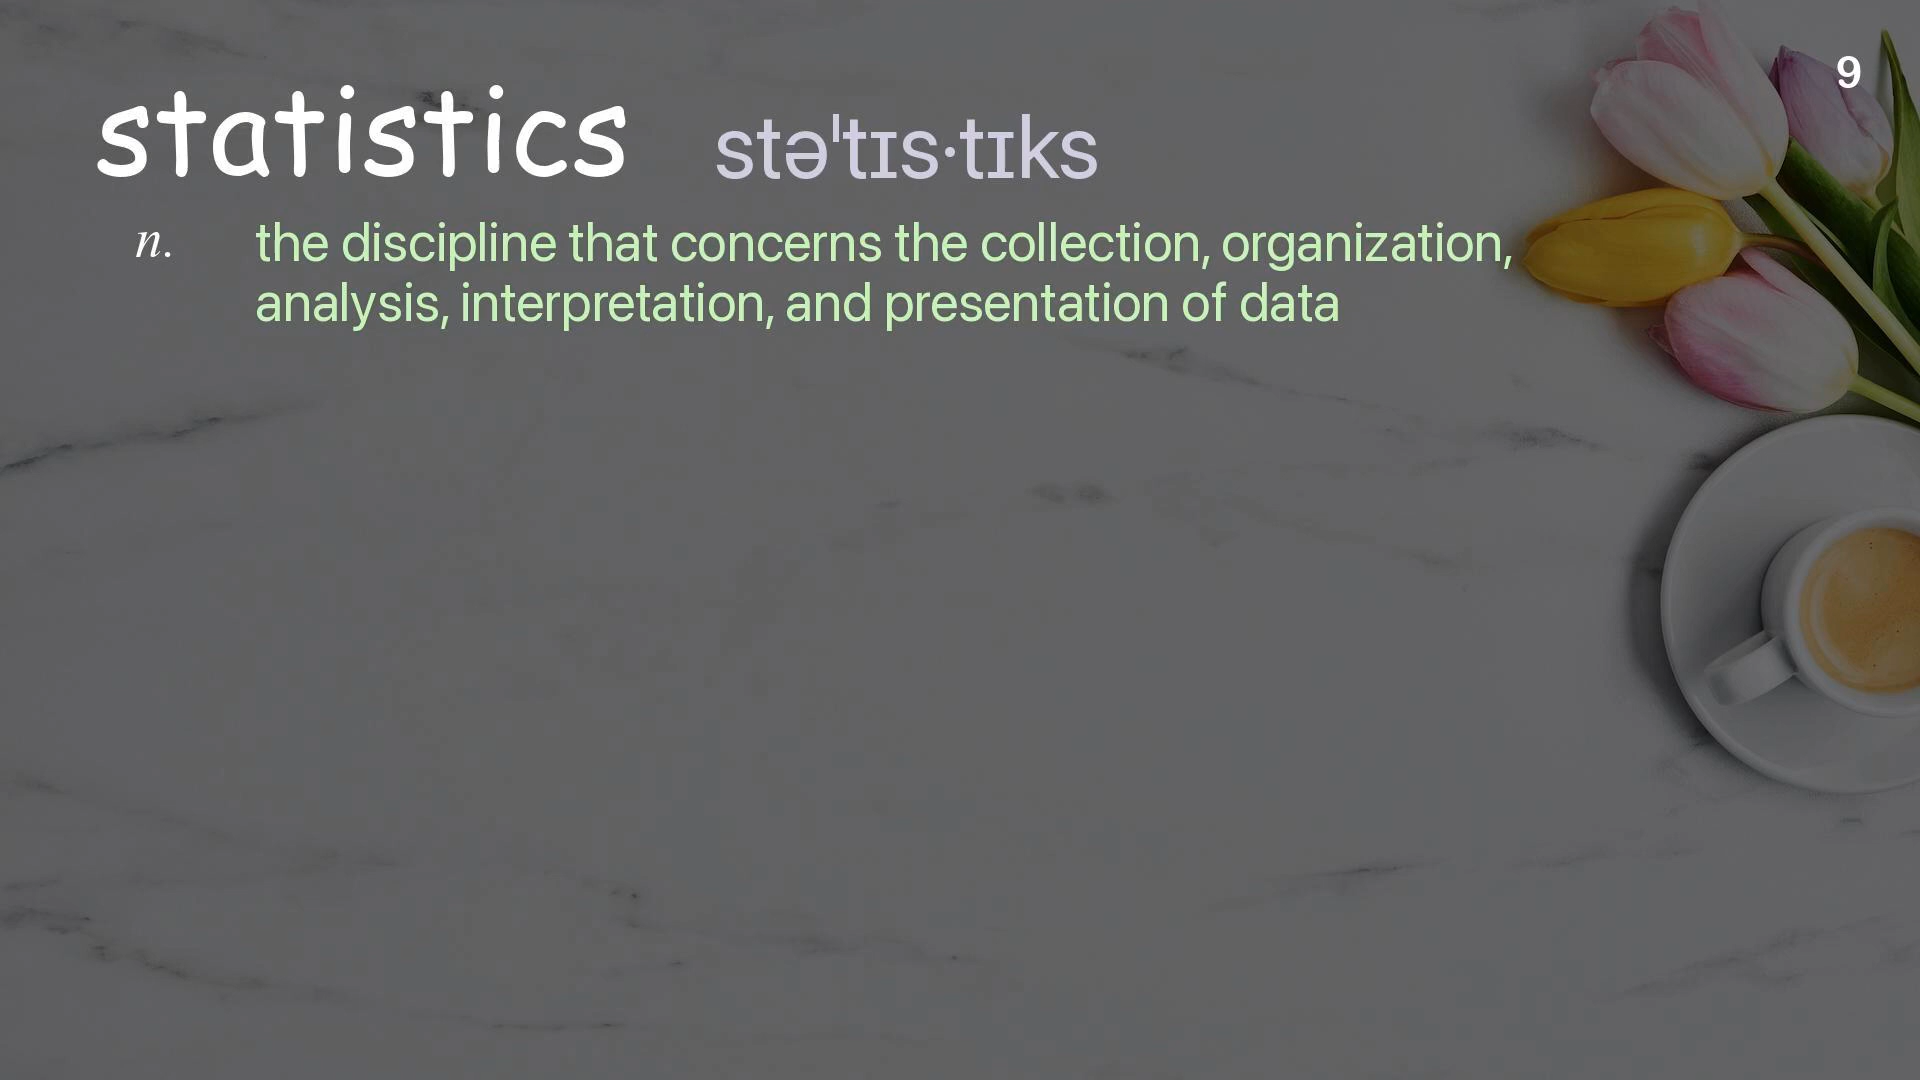 9
statistics stəˈtɪs·tɪks
n. the discipline that concerns the collection, organization,
analysis, interpretation, and presentation of data